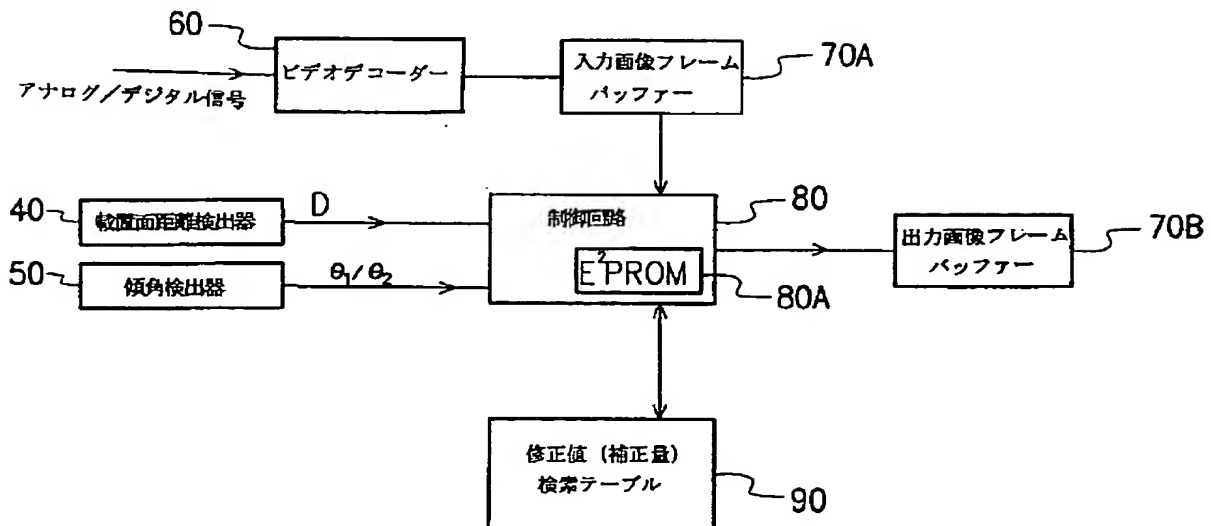 60
ビデオデコーダー
アナログ/デジタル信号
入力画像フレーム
バッファー
70A
40
載置面距離検出器
D
50
傾角検出器
θ1/θ2
制御回路
80
E²PROM
80A
出力画像フレーム
バッファー
70B
修正値(補正量)
検索テーブル
90